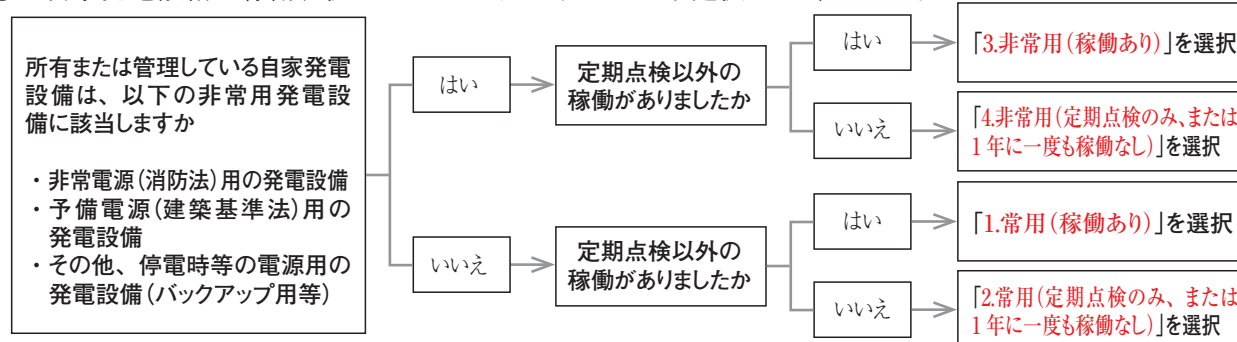 所有または管理している自家発電
設備は、以下の非常用発電設
備に該当しますか
・非常電源(消防法)用の発電設備
・予備電源(建築基準法)用の
発電設備
・その他、停電時等の電源用の
発電設備(バックアップ用等)
はい
定期点検以外の
稼働がありましたか
はい
「3.非常用(稼働あり)」を選択
いいえ
「4.非常用(定期点検のみ、または
1年に一度も稼働なし)」を選択
いいえ
定期点検以外の
稼働がありましたか
はい
「1.常用(稼働あり)」を選択
いいえ
「2.常用(定期点検のみ、または
1年に一度も稼働なし)」を選択